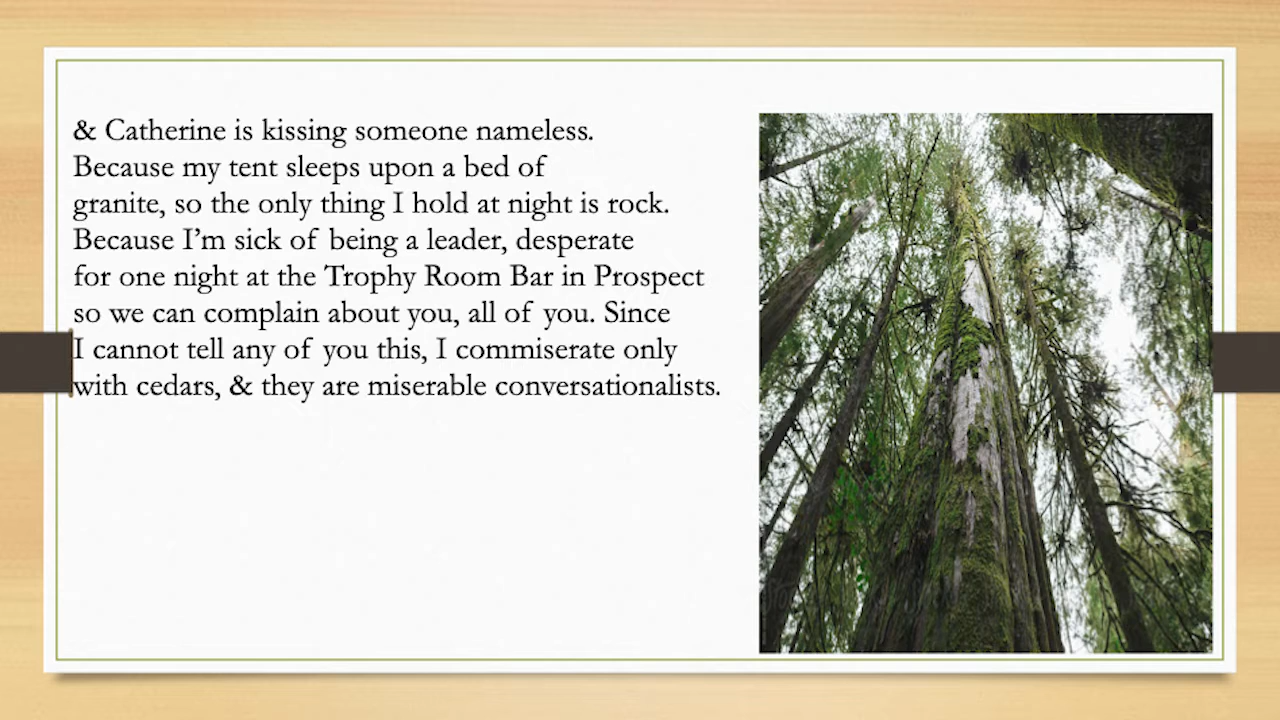 & Catherine is kissing someone nameless.
Because my tent sleeps upon a bed of
granite, so the only thing I hold at night is rock.
Because I’m sick of being a leader, desperate
for one night at the Trophy Room Bar in Prospect
so we can complain about you, all of you. Since
I cannot tell any of you this, I commiserate only
with cedars, & they are miserable conversationalists.